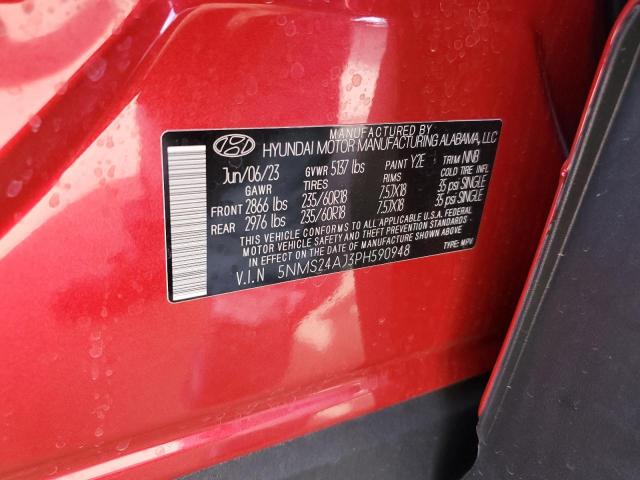 MANUFACTURED BY
HYUNDAI MOTOR MANUFACTURING ALABAMA, LLC
Jun/06/23 GVWR 5137 lbs PAINT Y2E TRIM NNB
GAWR TIRES RIMS COLD TIRE INFL
FRONT 2866 lbs 235/60R18 7.5JX18 35 psi SINGLE
REAR 2976 lbs 235/60R18 7.5JX18 35 psi SINGLE
THIS VEHICLE CONFORMS TO ALL APPLICABLE U.S.A. FEDERAL
MOTOR VEHICLE SAFETY STANDARDS
IN EFFECT ON THE DATE OF MANUFACTURE SHOWN ABOVE
V.I.N 5NMS24AJ3PH590948 TYPE: MPV